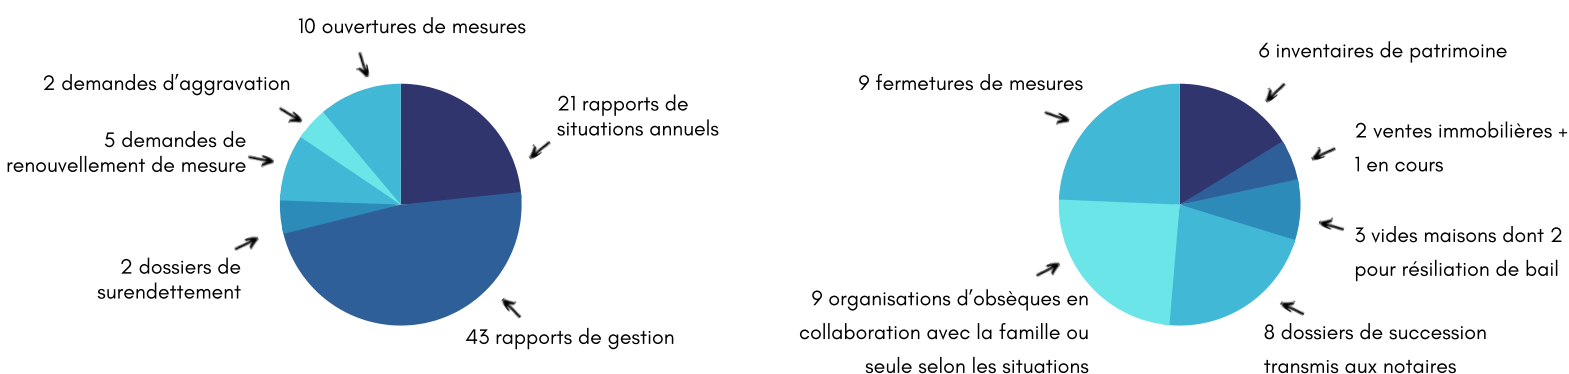 10 ouvertures de mesures
2 demandes d’aggravation
21 rapports de
situations annuels
5 demandes de
renouvellement de mesure
2 dossiers de
surendettement
43 rapports de gestion
6 inventaires de patrimoine
9 fermetures de mesures
2 ventes immobilières +
1 en cours
3 vides maisons dont 2
pour résiliation de bail
9 organisations d’obsèques en
collaboration avec la famille ou
seule selon les situations
8 dossiers de succession
transmis aux notaires